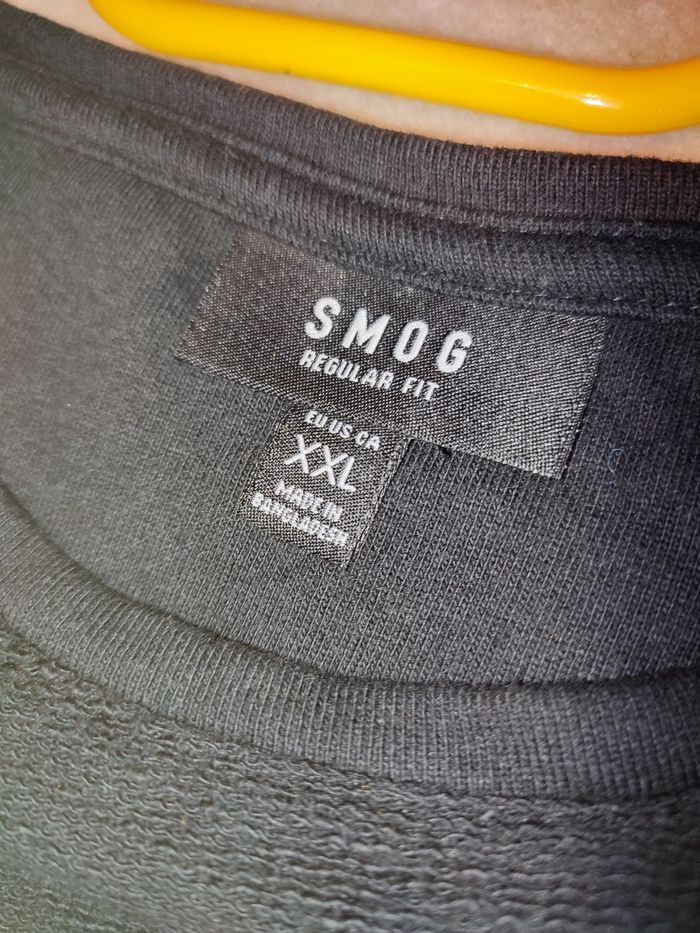 SMOG
REGULAR FIT
EU US CA
XXL
MADE IN
BANGLADESH